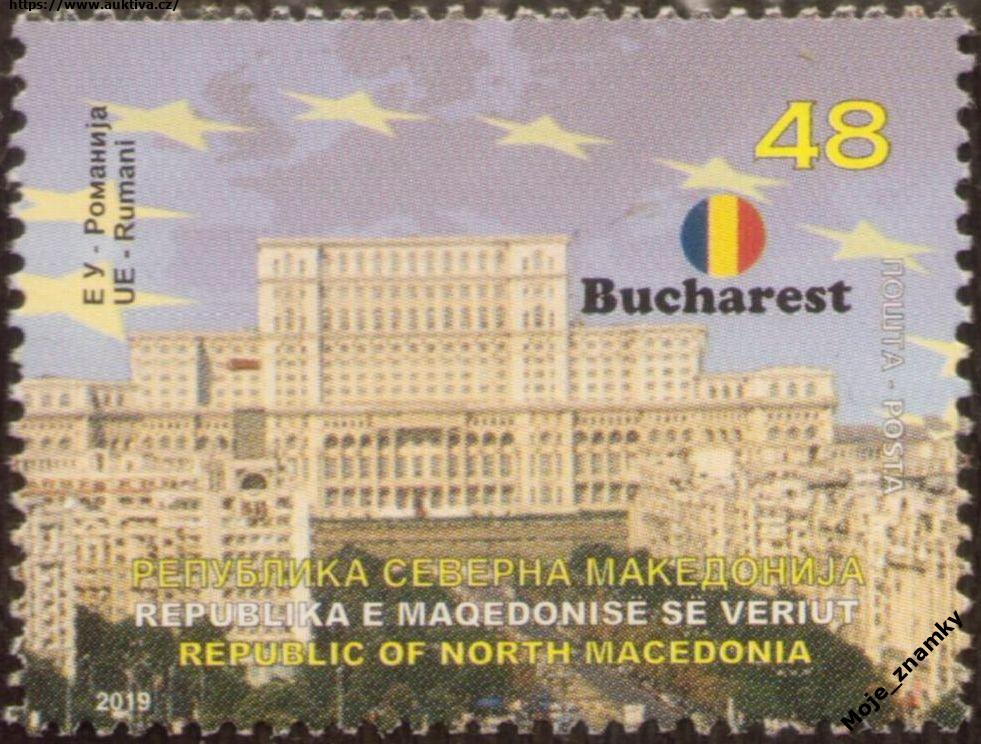 https://www.auktiva.cz/
48
Е У - Романија
UE - Rumani
Bucharest
ПОШТА - POSTA
РЕПУБЛИКА СЕВЕРНА МАКЕДОНИЈА
REPUBLIKA E MAQEDONISË SË VERIUT
REPUBLIC OF NORTH MACEDONIA
2019
Moje_znamky